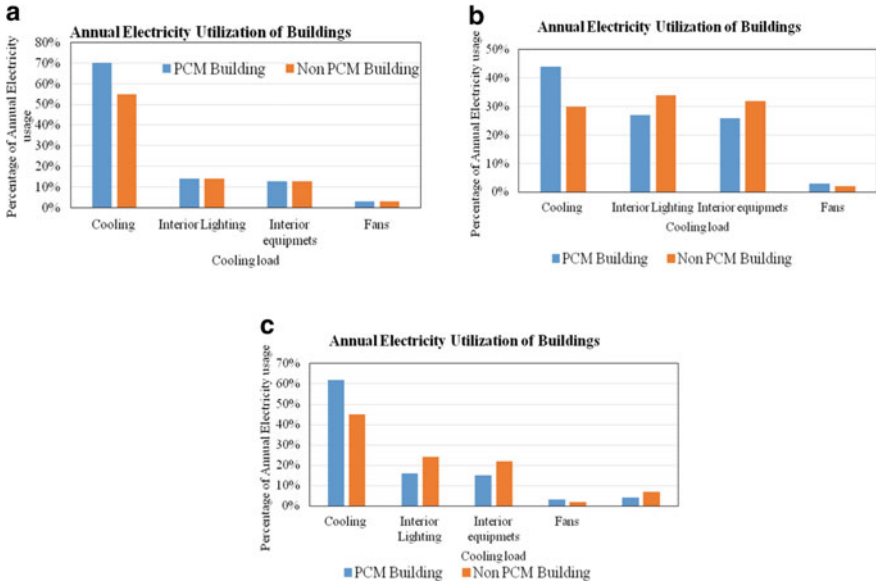 a
Annual Electricity Utilization of Buildings
Percentage of Annual Electricity
usage
80%
70%
60%
50%
40%
30%
20%
10%
0%
PCM Building
Non PCM Building
Cooling
Interior Lighting
Interior
equipmets
Fans
Cooling load
b
Annual Electricity Utilization of Buildings
Percentage of Annual Electricity usage
50%
40%
30%
20%
10%
0%
Cooling
Interior Lighting
Interior equipmets
Fans
Cooling load
PCM Building
Non PCM Building
c
Annual Electricity Utilization of Buildings
Percentage of Annual Electricity usage
70%
60%
50%
40%
30%
20%
10%
0%
Cooling
Interior
Lighting
Interior
equipmets
Fans
Cooling load
PCM Building
Non PCM Building